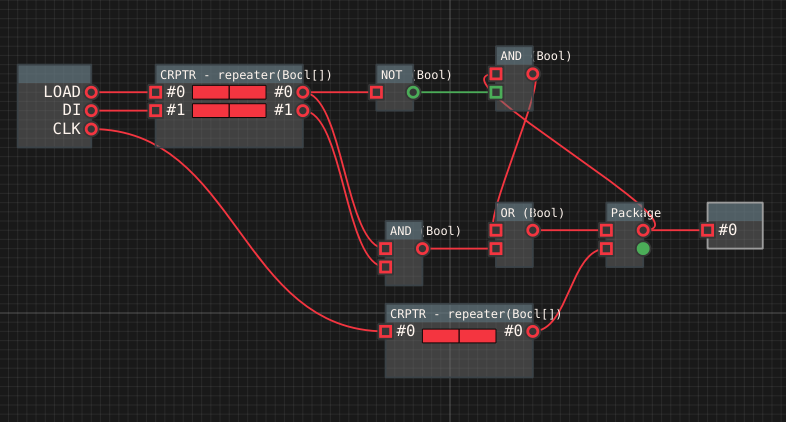 LOAD
DI
CLK
CRPTR - repeater(Bool[])
#0 #0
#1 #1
NOT (Bool)
AND (Bool)
AND (Bool)
OR (Bool)
Package
#0
CRPTR - repeater(Bool[])
#0 #0